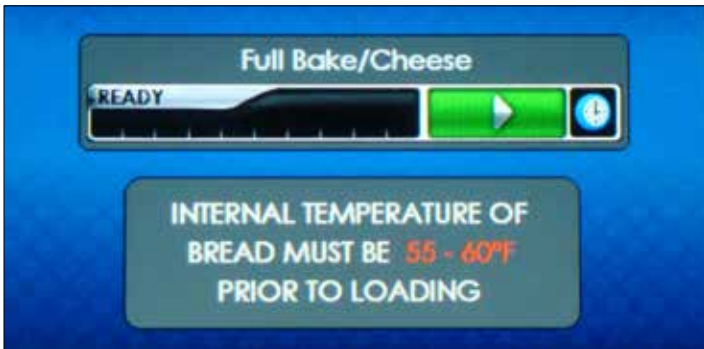 Full Bake/Cheese
READY
INTERNAL TEMPERATURE OF
BREAD MUST BE 55 - 60°F
PRIOR TO LOADING